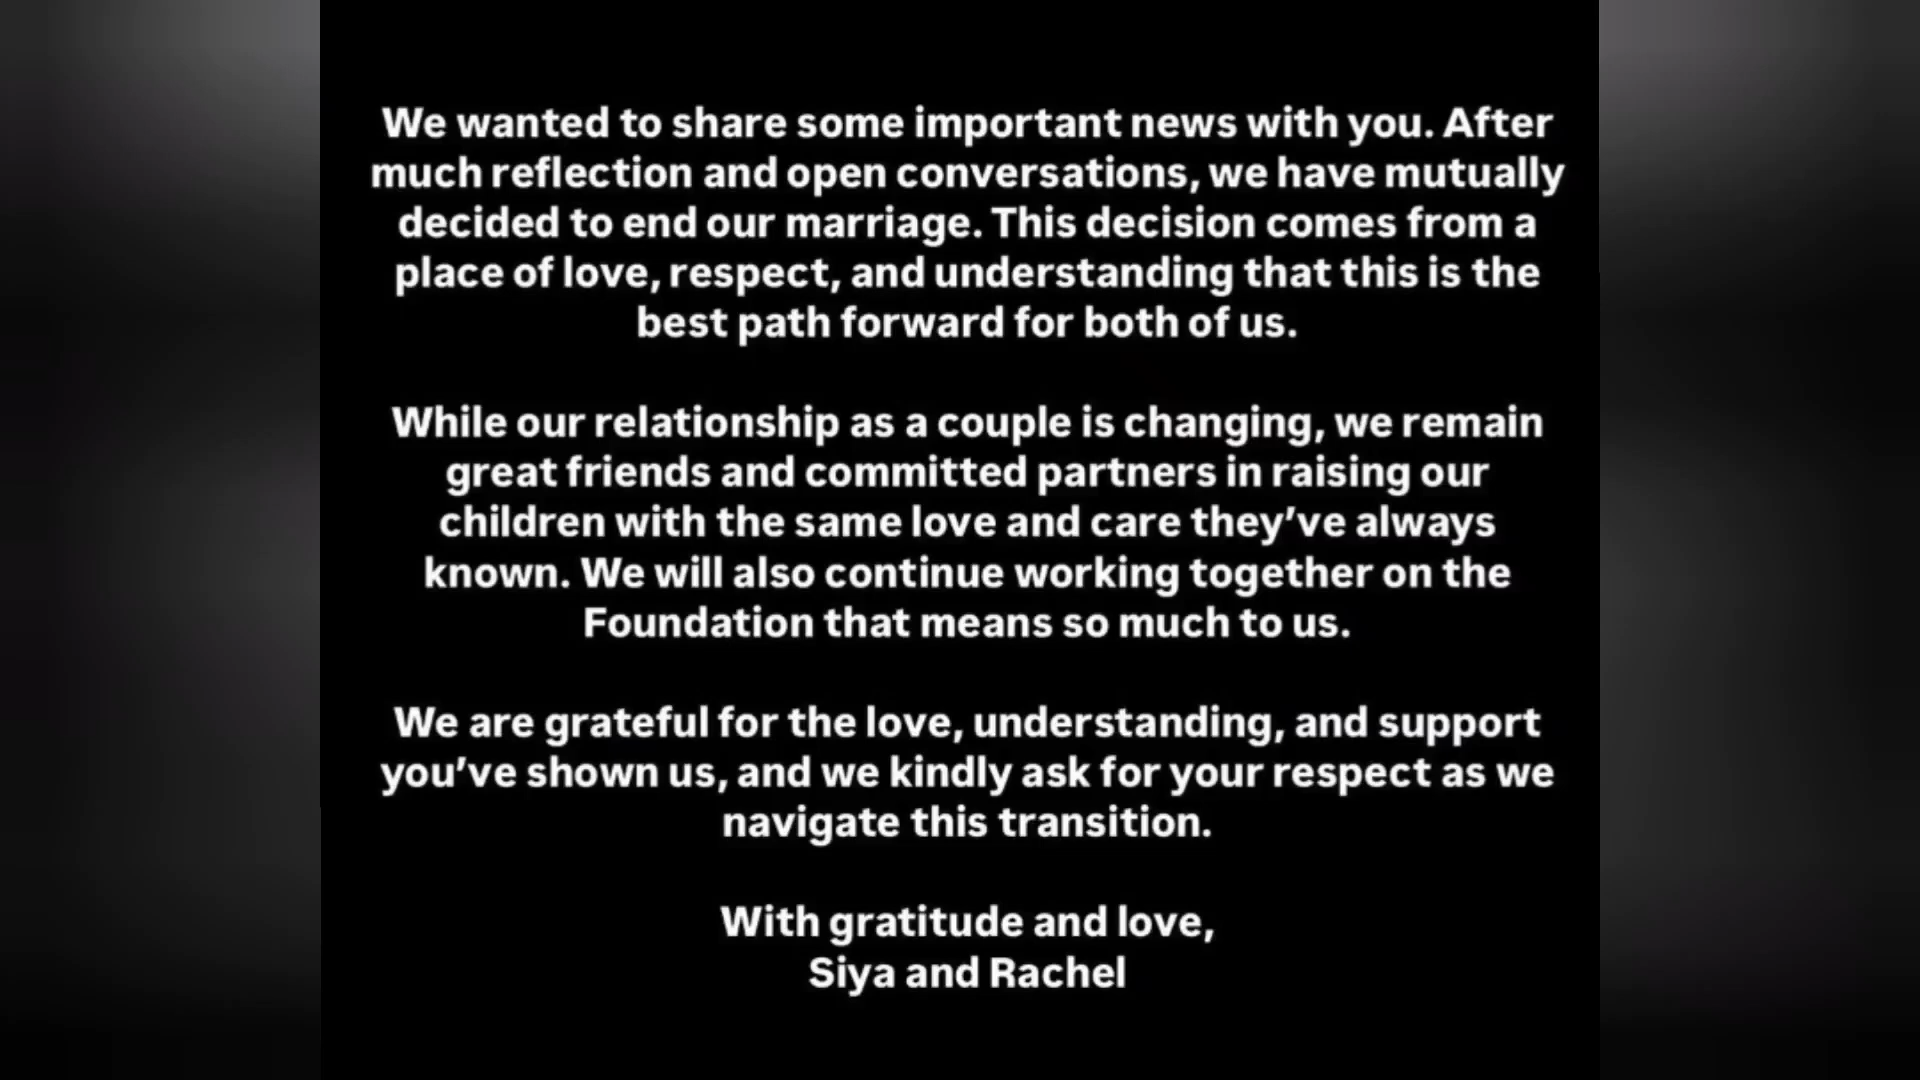 We wanted to share some important news with you. After
much reflection and open conversations, we have mutually
decided to end our marriage. This decision comes from a
place of love, respect, and understanding that this is the
best path forward for both of us.
While our relationship as a couple is changing, we remain
great friends and committed partners in raising our
children with the same love and care they’ve always
known. We will also continue working together on the
Foundation that means so much to us.
We are grateful for the love, understanding, and support
you’ve shown us, and we kindly ask for your respect as we
navigate this transition.
With gratitude and love,
Siya and Rachel